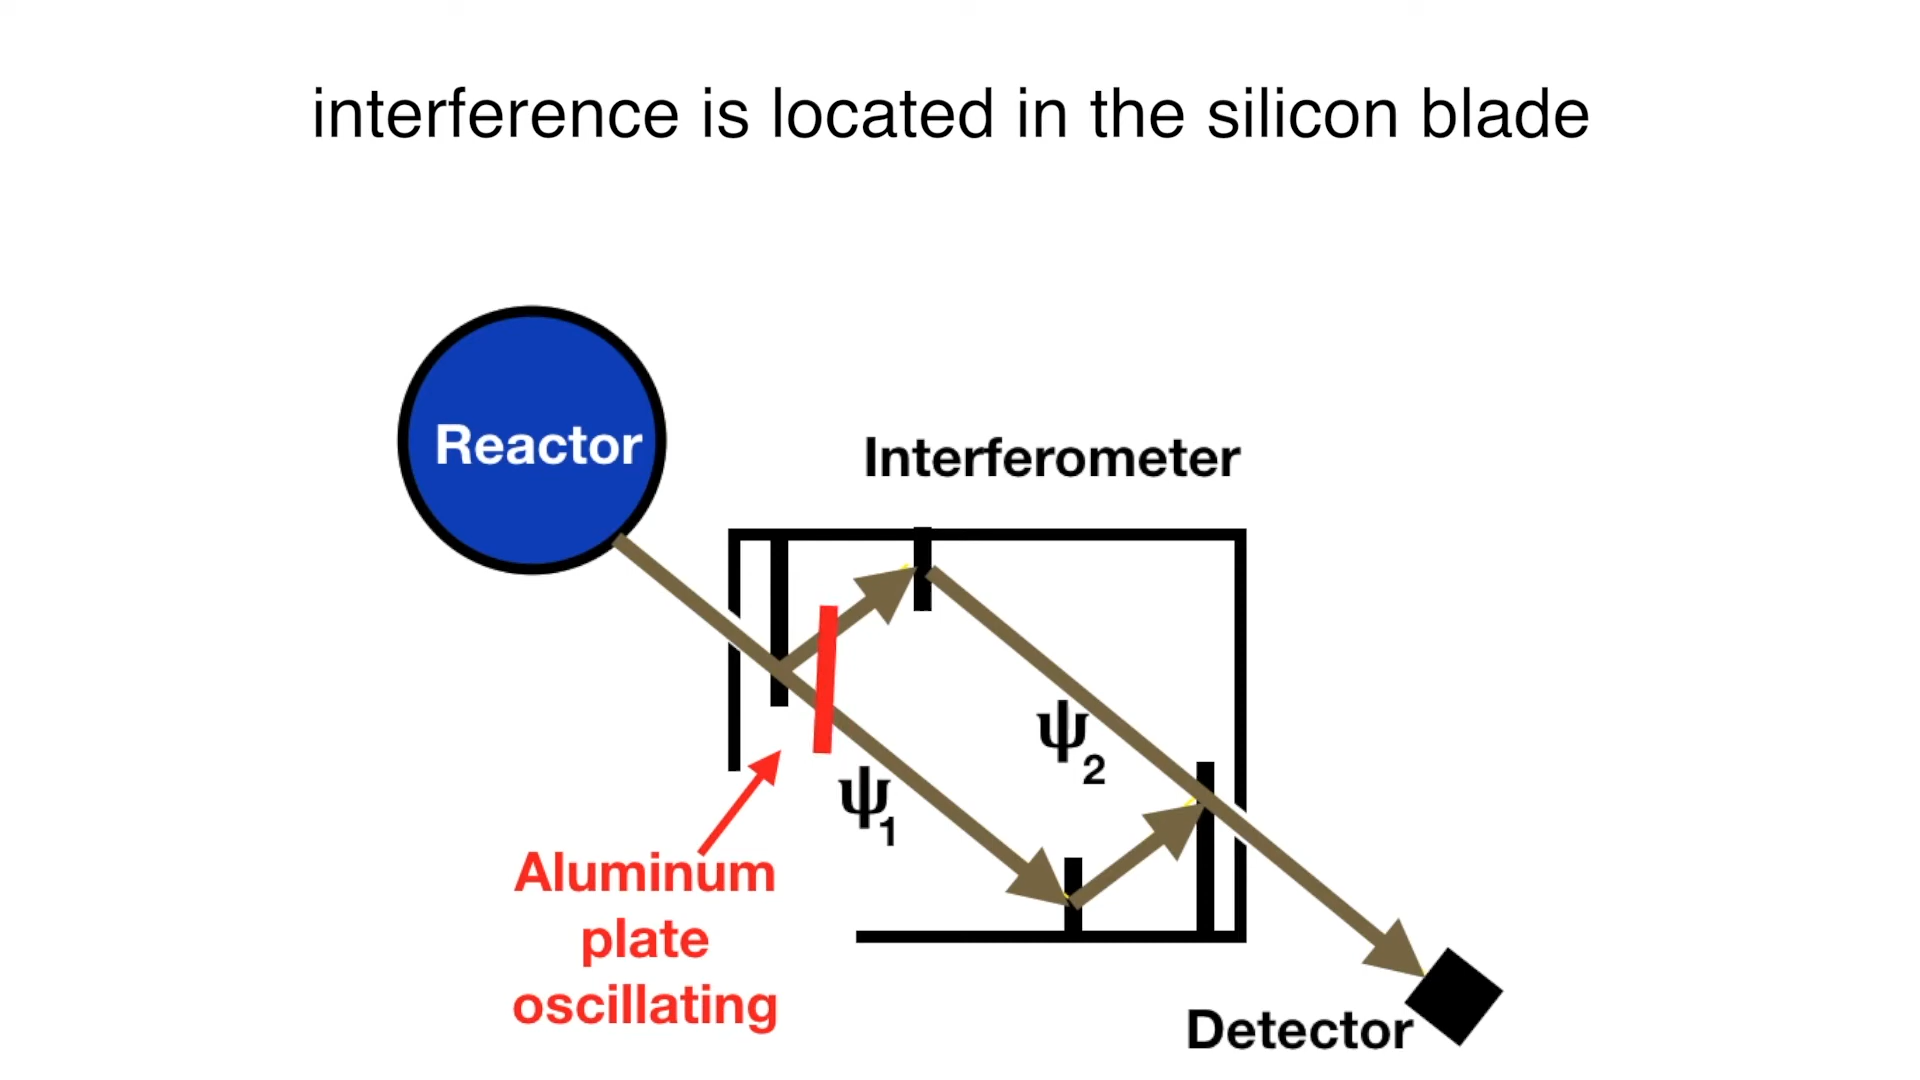 interference is located in the silicon blade
Reactor
Interferometer
ψ2
ψ1
Aluminum
plate
oscillating
Detector